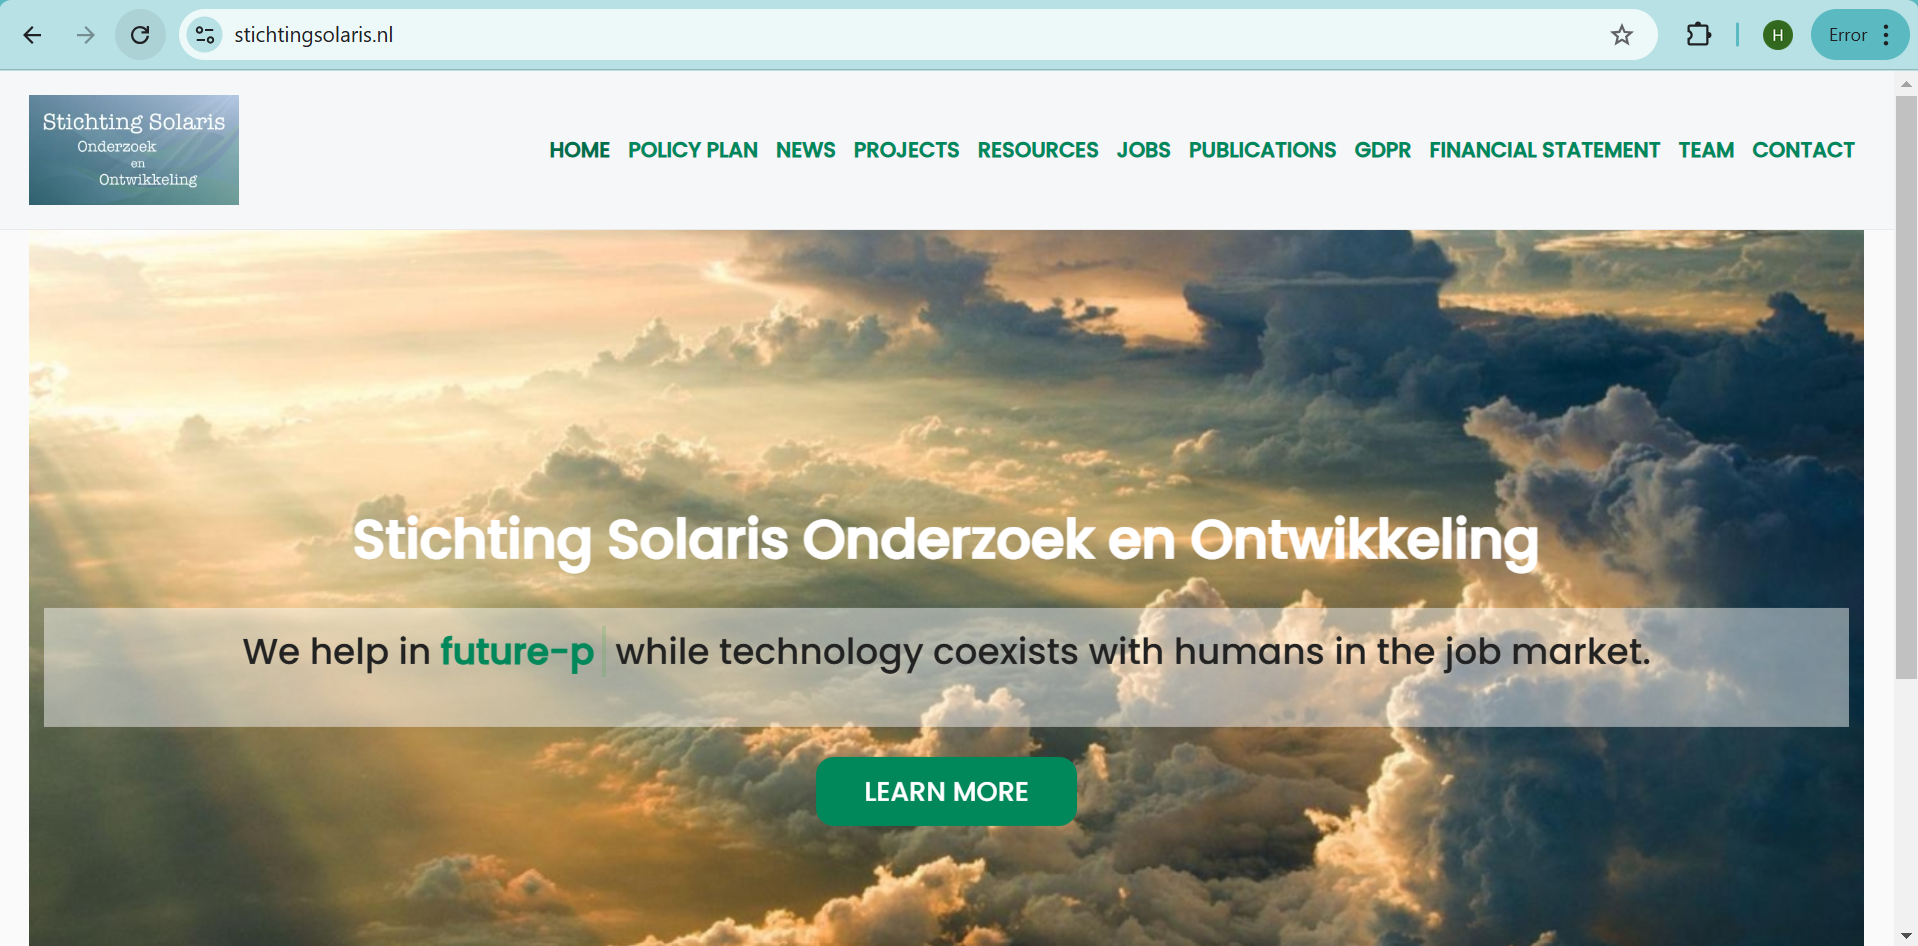 stichtingsolaris.nl
H
Error
Stichting Solaris
Onderzoek
en
Ontwikkeling
HOME POLICY PLAN NEWS PROJECTS RESOURCES JOBS PUBLICATIONS GDPR FINANCIAL STATEMENT TEAM CONTACT
Stichting Solaris Onderzoek en Ontwikkeling
We help in future-p while technology coexists with humans in the job market.
LEARN MORE